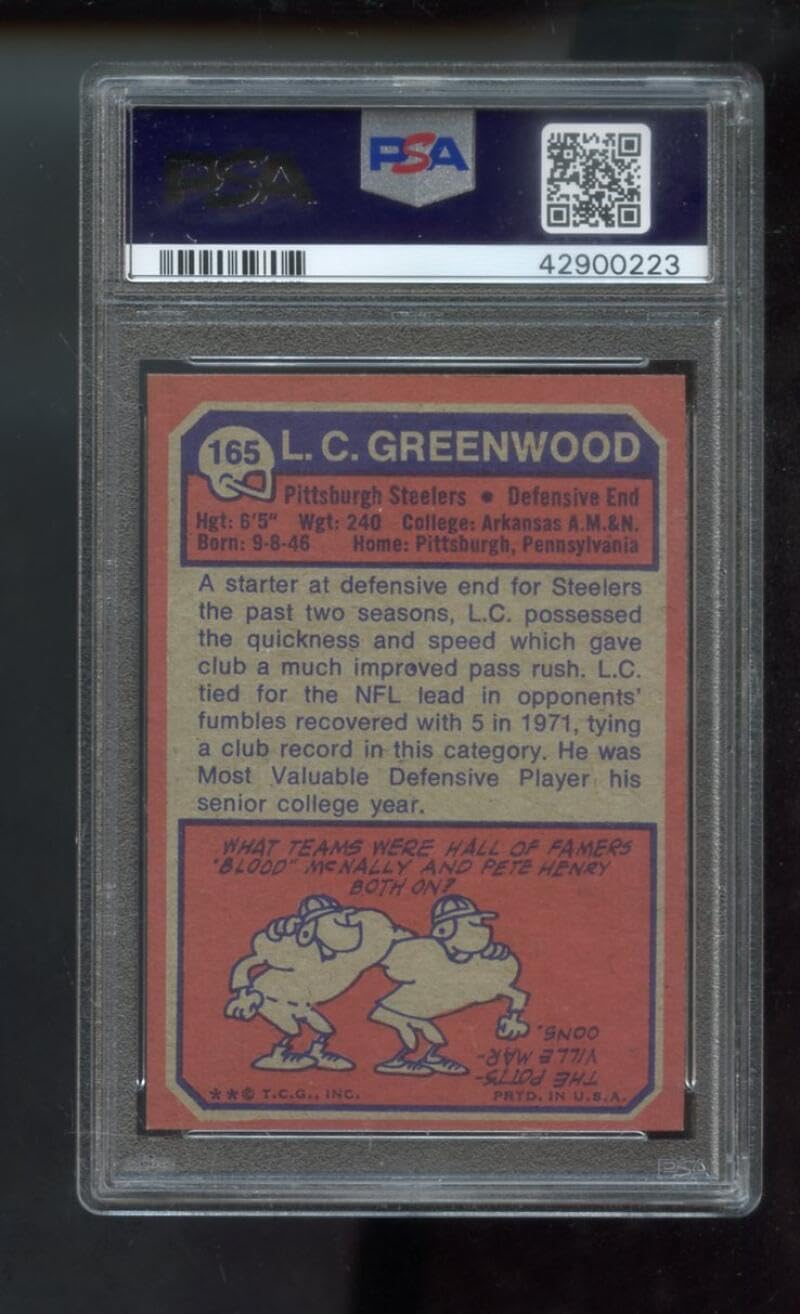 PSA
PSA
42900223
165 L. C. GREENWOOD
Pittsburgh Steelers • Defensive End
Hgt: 6'5" Wgt: 240 College: Arkansas A.M.&N.
Born: 9-8-46 Home: Pittsburgh, Pennsylvania
A starter at defensive end for Steelers
the past two seasons, L.C. possessed
the quickness and speed which gave
club a much improved pass rush. L.C.
tied for the NFL lead in opponents'
fumbles recovered with 5 in 1971, tying
a club record in this category. He was
Most Valuable Defensive Player his
senior college year.
WHAT TEAMS WERE HALL OF FAMERS
"BLOOD" McNALLY AND PETE HENRY
BOTH ON?
THE POTTS-
VILLE MAR-
OONS.
**© T.C.G., INC. PRTD. IN U.S.A.
PSA